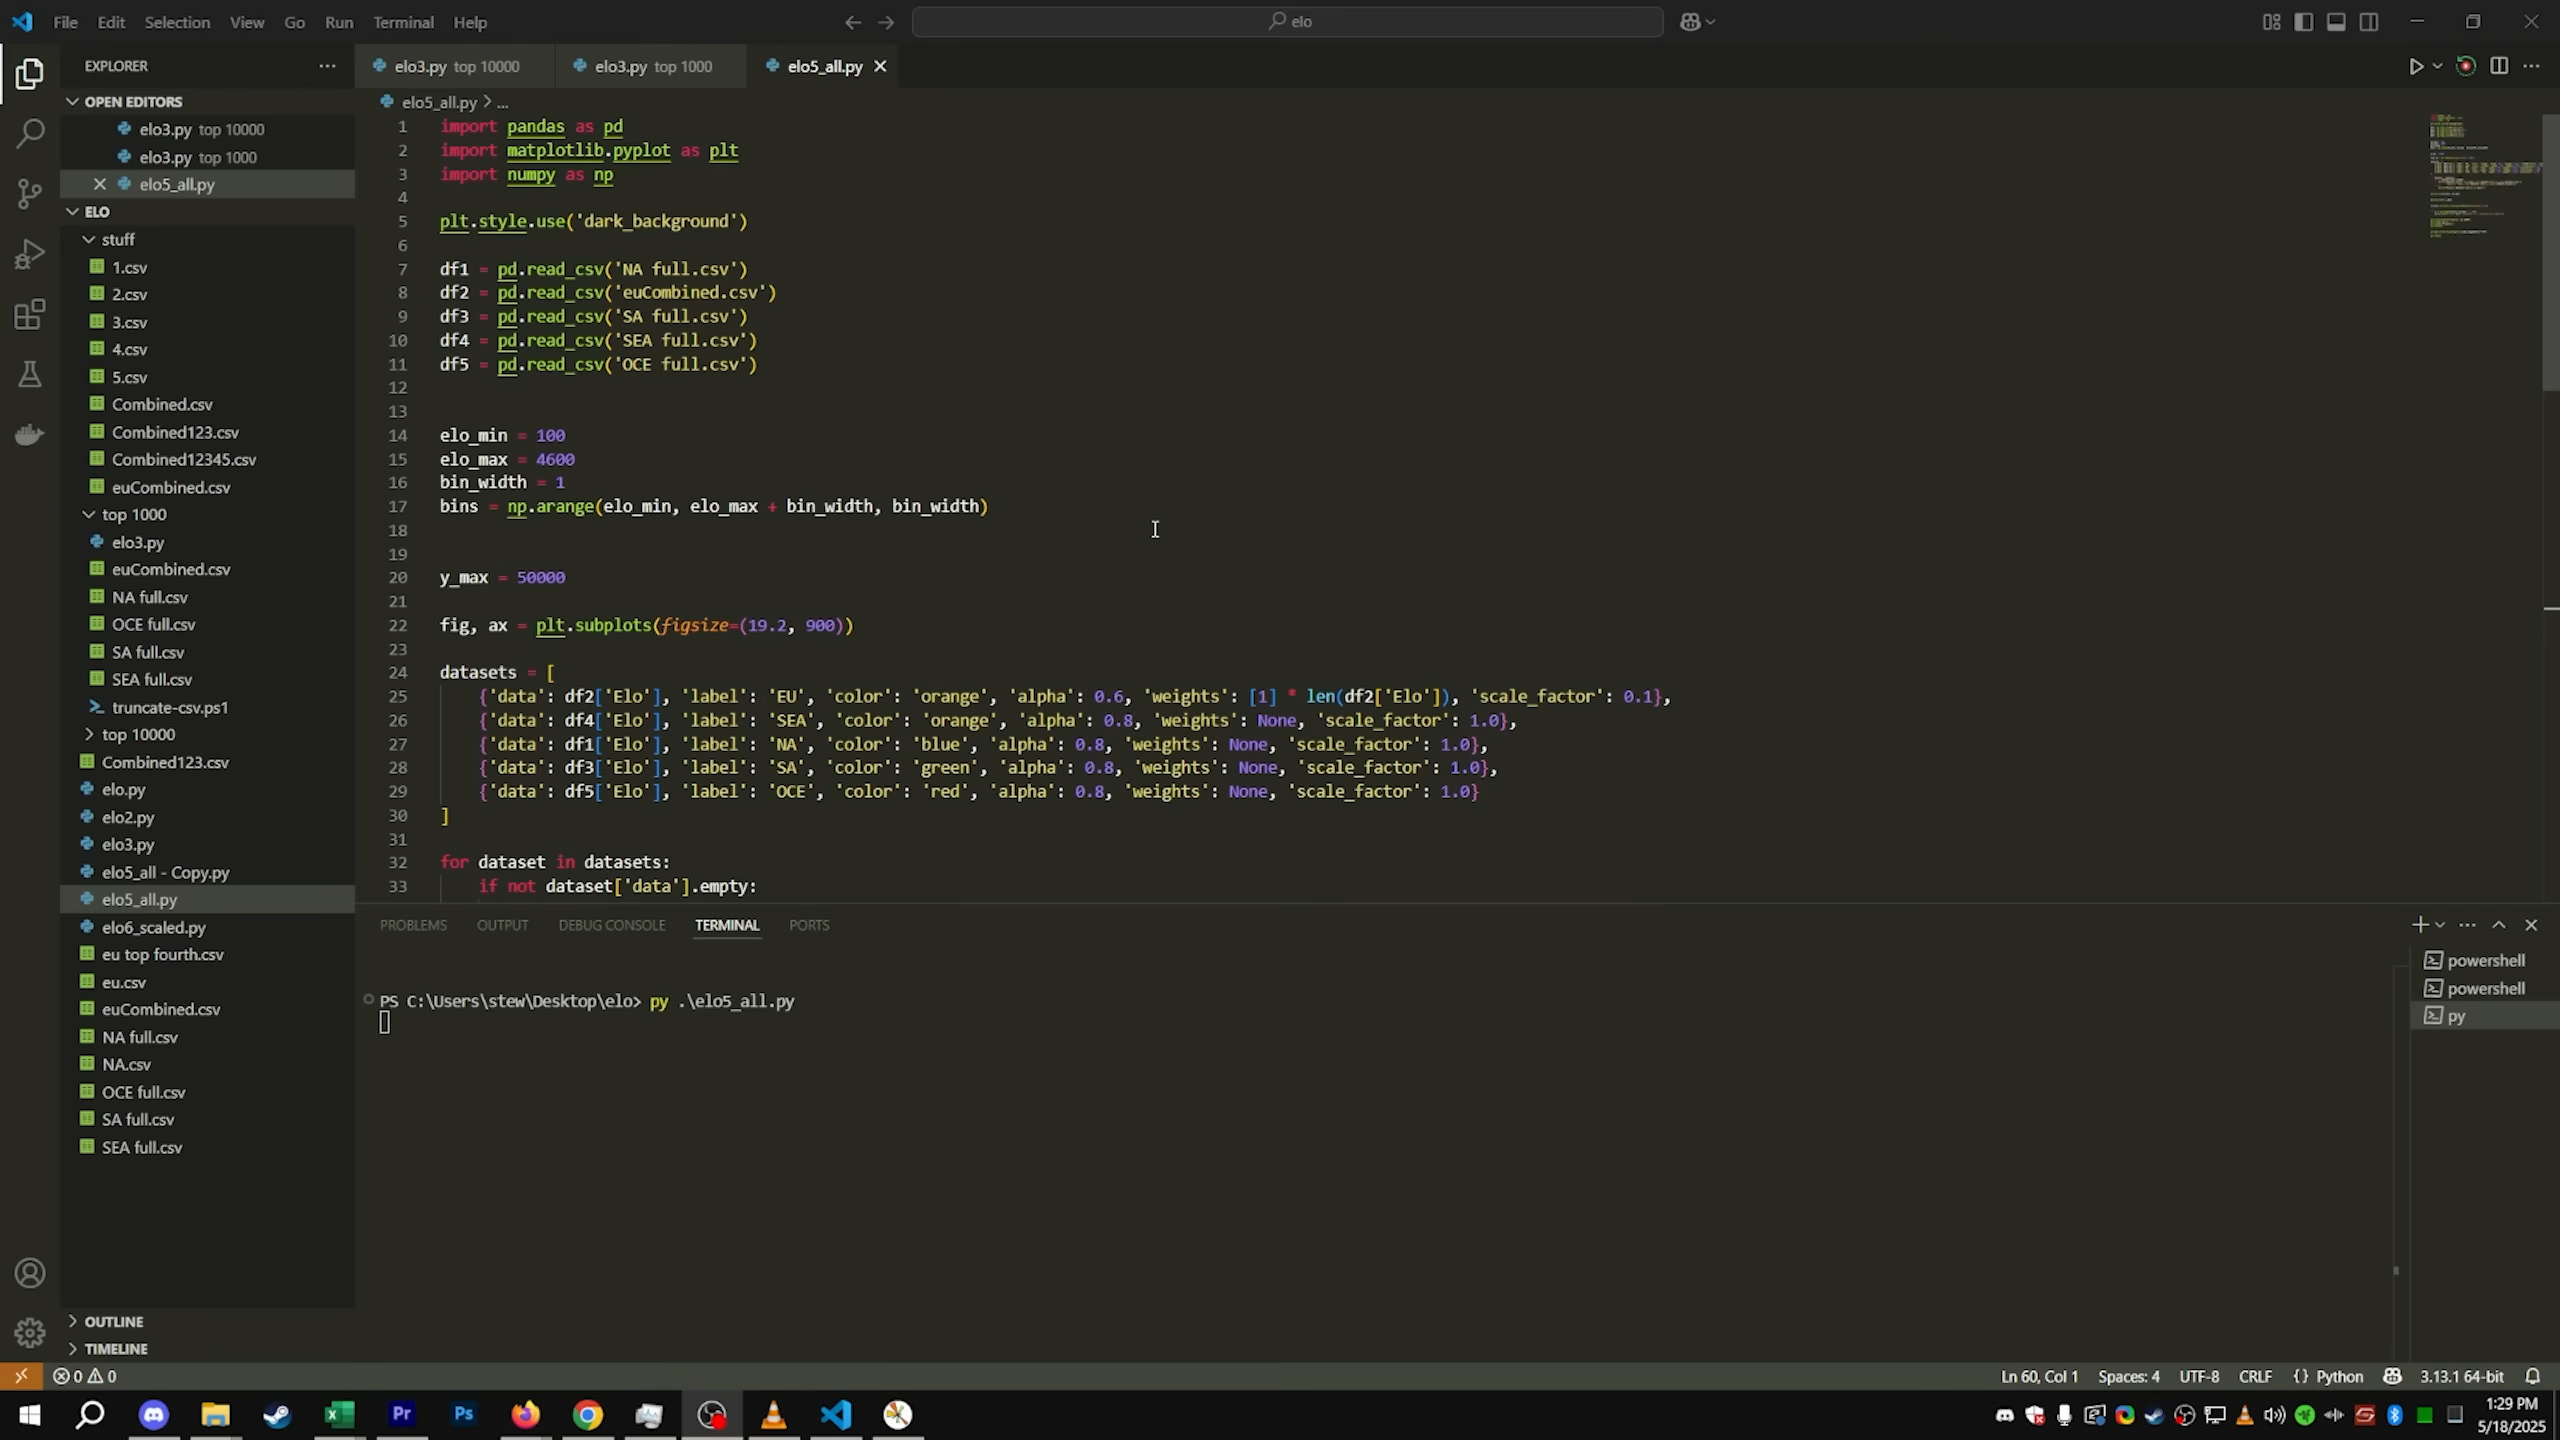 File Edit Selection View Go Run Terminal Help
elo
EXPLORER
OPEN EDITORS
elo3.py top 10000
elo3.py top 1000
elo5_all.py
ELO
stuff
1.csv
2.csv
3.csv
4.csv
5.csv
Combined.csv
Combined123.csv
Combined12345.csv
euCombined.csv
top 1000
elo3.py
euCombined.csv
NA full.csv
OCE full.csv
SA full.csv
SEA full.csv
truncate-csv.ps1
top 10000
Combined123.csv
elo.py
elo2.py
elo3.py
elo5_all - Copy.py
elo5_all.py
elo6_scaled.py
eu top fourth.csv
eu.csv
euCombined.csv
NA full.csv
NA.csv
OCE full.csv
SA full.csv
SEA full.csv
OUTLINE
TIMELINE
elo3.py top 10000 elo3.py top 1000 elo5_all.py
elo5_all.py > ...
1 import pandas as pd
2 import matplotlib.pyplot as plt
3 import numpy as np
4
5 plt.style.use('dark_background')
6
7 df1 = pd.read_csv('NA full.csv')
8 df2 = pd.read_csv('euCombined.csv')
9 df3 = pd.read_csv('SA full.csv')
10 df4 = pd.read_csv('SEA full.csv')
11 df5 = pd.read_csv('OCE full.csv')
12
13
14 elo_min = 100
15 elo_max = 4600
16 bin_width = 1
17 bins = np.arange(elo_min, elo_max + bin_width, bin_width)
18
19
20 y_max = 50000
21
22 fig, ax = plt.subplots(figsize=(19.2, 900))
23
24 datasets = [
25 {'data': df2['Elo'], 'label': 'EU', 'color': 'orange', 'alpha': 0.6, 'weights': [1] * len(df2['Elo']), 'scale_factor': 0.1},
26 {'data': df4['Elo'], 'label': 'SEA', 'color': 'orange', 'alpha': 0.8, 'weights': None, 'scale_factor': 1.0},
27 {'data': df1['Elo'], 'label': 'NA', 'color': 'blue', 'alpha': 0.8, 'weights': None, 'scale_factor': 1.0},
28 {'data': df3['Elo'], 'label': 'SA', 'color': 'green', 'alpha': 0.8, 'weights': None, 'scale_factor': 1.0},
29 {'data': df5['Elo'], 'label': 'OCE', 'color': 'red', 'alpha': 0.8, 'weights': None, 'scale_factor': 1.0}
30 ]
31
32 for dataset in datasets:
33 if not dataset['data'].empty:
PROBLEMS OUTPUT DEBUG CONSOLE TERMINAL PORTS
PS C:\Users\stew\Desktop\elo> py .\elo5_all.py
powershell
powershell
py
0 0
Ln 60, Col 1 Spaces: 4 UTF-8 CRLF {} Python 3.13.1 64-bit
Pr Ps
1:29 PM
5/18/2025